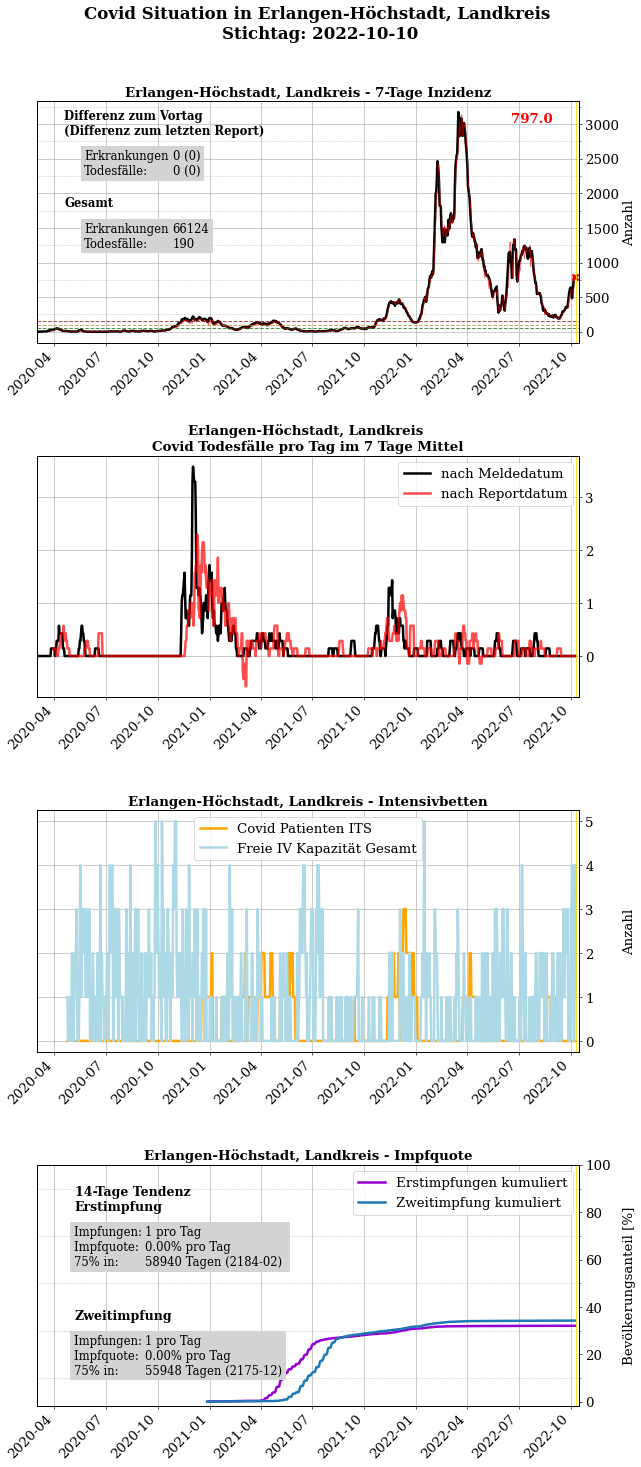 Covid Situation in Erlangen-Höchstadt, Landkreis
Stichtag: 2022-10-10
Erlangen-Höchstadt, Landkreis - 7-Tage Inzidenz
Differenz zum Vortag
(Differenz zum letzten Report)
Erkrankungen 0 (0)
Todesfälle: 0 (0)
Gesamt
Erkrankungen 66124
Todesfälle: 190
797.0
3000
2500
2000
1500
1000
500
0
Anzahl
2020-04 2020-07 2020-10 2021-01 2021-04 2021-07 2021-10 2022-01 2022-04 2022-07 2022-10
Erlangen-Höchstadt, Landkreis
Covid Todesfälle pro Tag im 7 Tage Mittel
nach Meldedatum
nach Reportdatum
3
2
1
0
2020-04 2020-07 2020-10 2021-01 2021-04 2021-07 2021-10 2022-01 2022-04 2022-07 2022-10
Erlangen-Höchstadt, Landkreis - Intensivbetten
Covid Patienten ITS
Freie IV Kapazität Gesamt
5
4
3
2
1
0
Anzahl
2020-04 2020-07 2020-10 2021-01 2021-04 2021-07 2021-10 2022-01 2022-04 2022-07 2022-10
Erlangen-Höchstadt, Landkreis - Impfquote
14-Tage Tendenz
Erstimpfung
Impfungen: 1 pro Tag
Impfquote: 0.00% pro Tag
75% in: 58940 Tagen (2184-02)
Zweitimpfung
Impfungen: 1 pro Tag
Impfquote: 0.00% pro Tag
75% in: 55948 Tagen (2175-12)
Erstimpfungen kumuliert
Zweitimpfung kumuliert
100
80
60
40
20
0
Bevölkerungsanteil [%]
2020-04 2020-07 2020-10 2021-01 2021-04 2021-07 2021-10 2022-01 2022-04 2022-07 2022-10